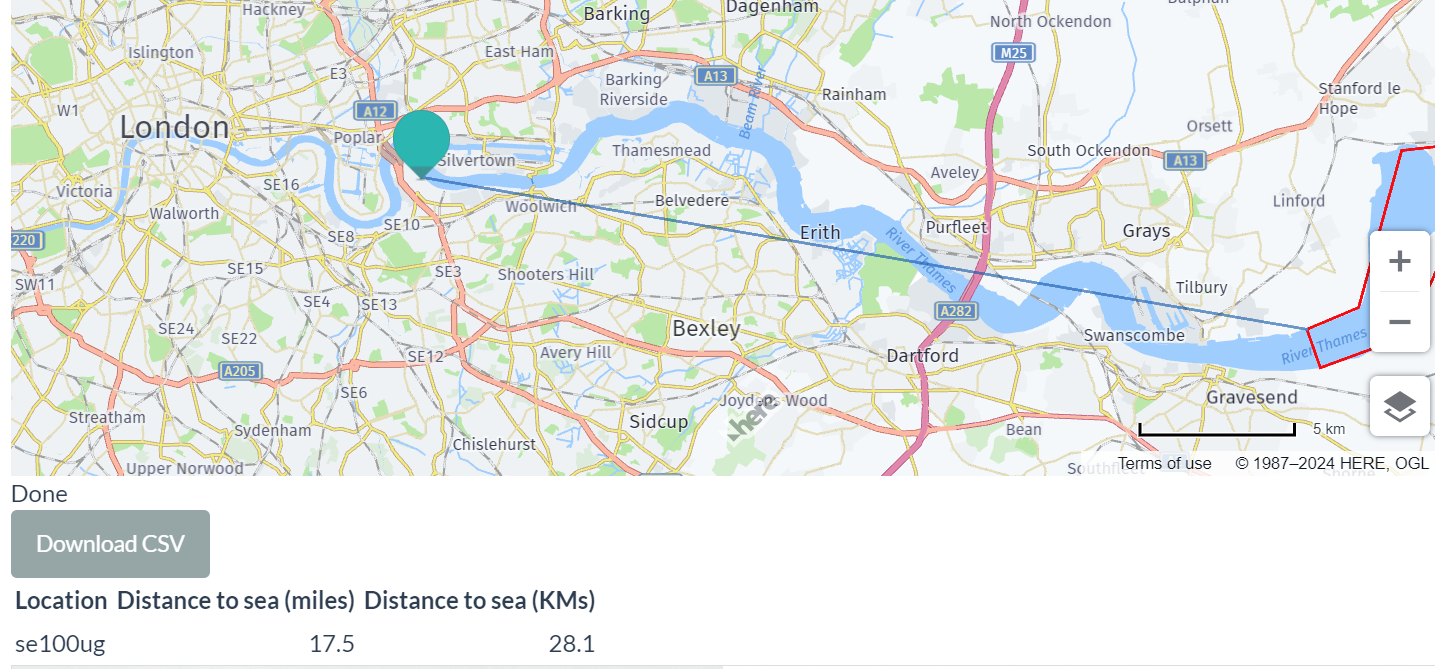 Hackney
Barking
Dagenham
North Ockendon
Islington
East Ham
M25
E3
A13
Barking
Riverside
Stanford le
Hope
W1
A12
Beam River
Rainham
London
Poplar
Orsett
Silvertown
Thamesmead
South Ockendon
A13
SE16
Aveley
Victoria
Walworth
Woolwich
Belvedere
Linford
SE10
220
SE8
Erith
River Thames
Purfleet
Grays
SE15
SE3
Shooters Hill
SW11
SE4
SE13
Tilbury
+
SE24
SE22
A282
Bexley
Swanscombe
−
River Thames
SE12
Avery Hill
Dartford
A205
SE6
Joydens Wood
Gravesend
Streatham
here
Sydenham
Sidcup
Bean
5 km
Chislehurst
Upper Norwood
Southfleet
Terms of use
© 1987–2024 HERE, OGL
Done
Download CSV
Location Distance to sea (miles) Distance to sea (KMs)
se100ug 17.5 28.1